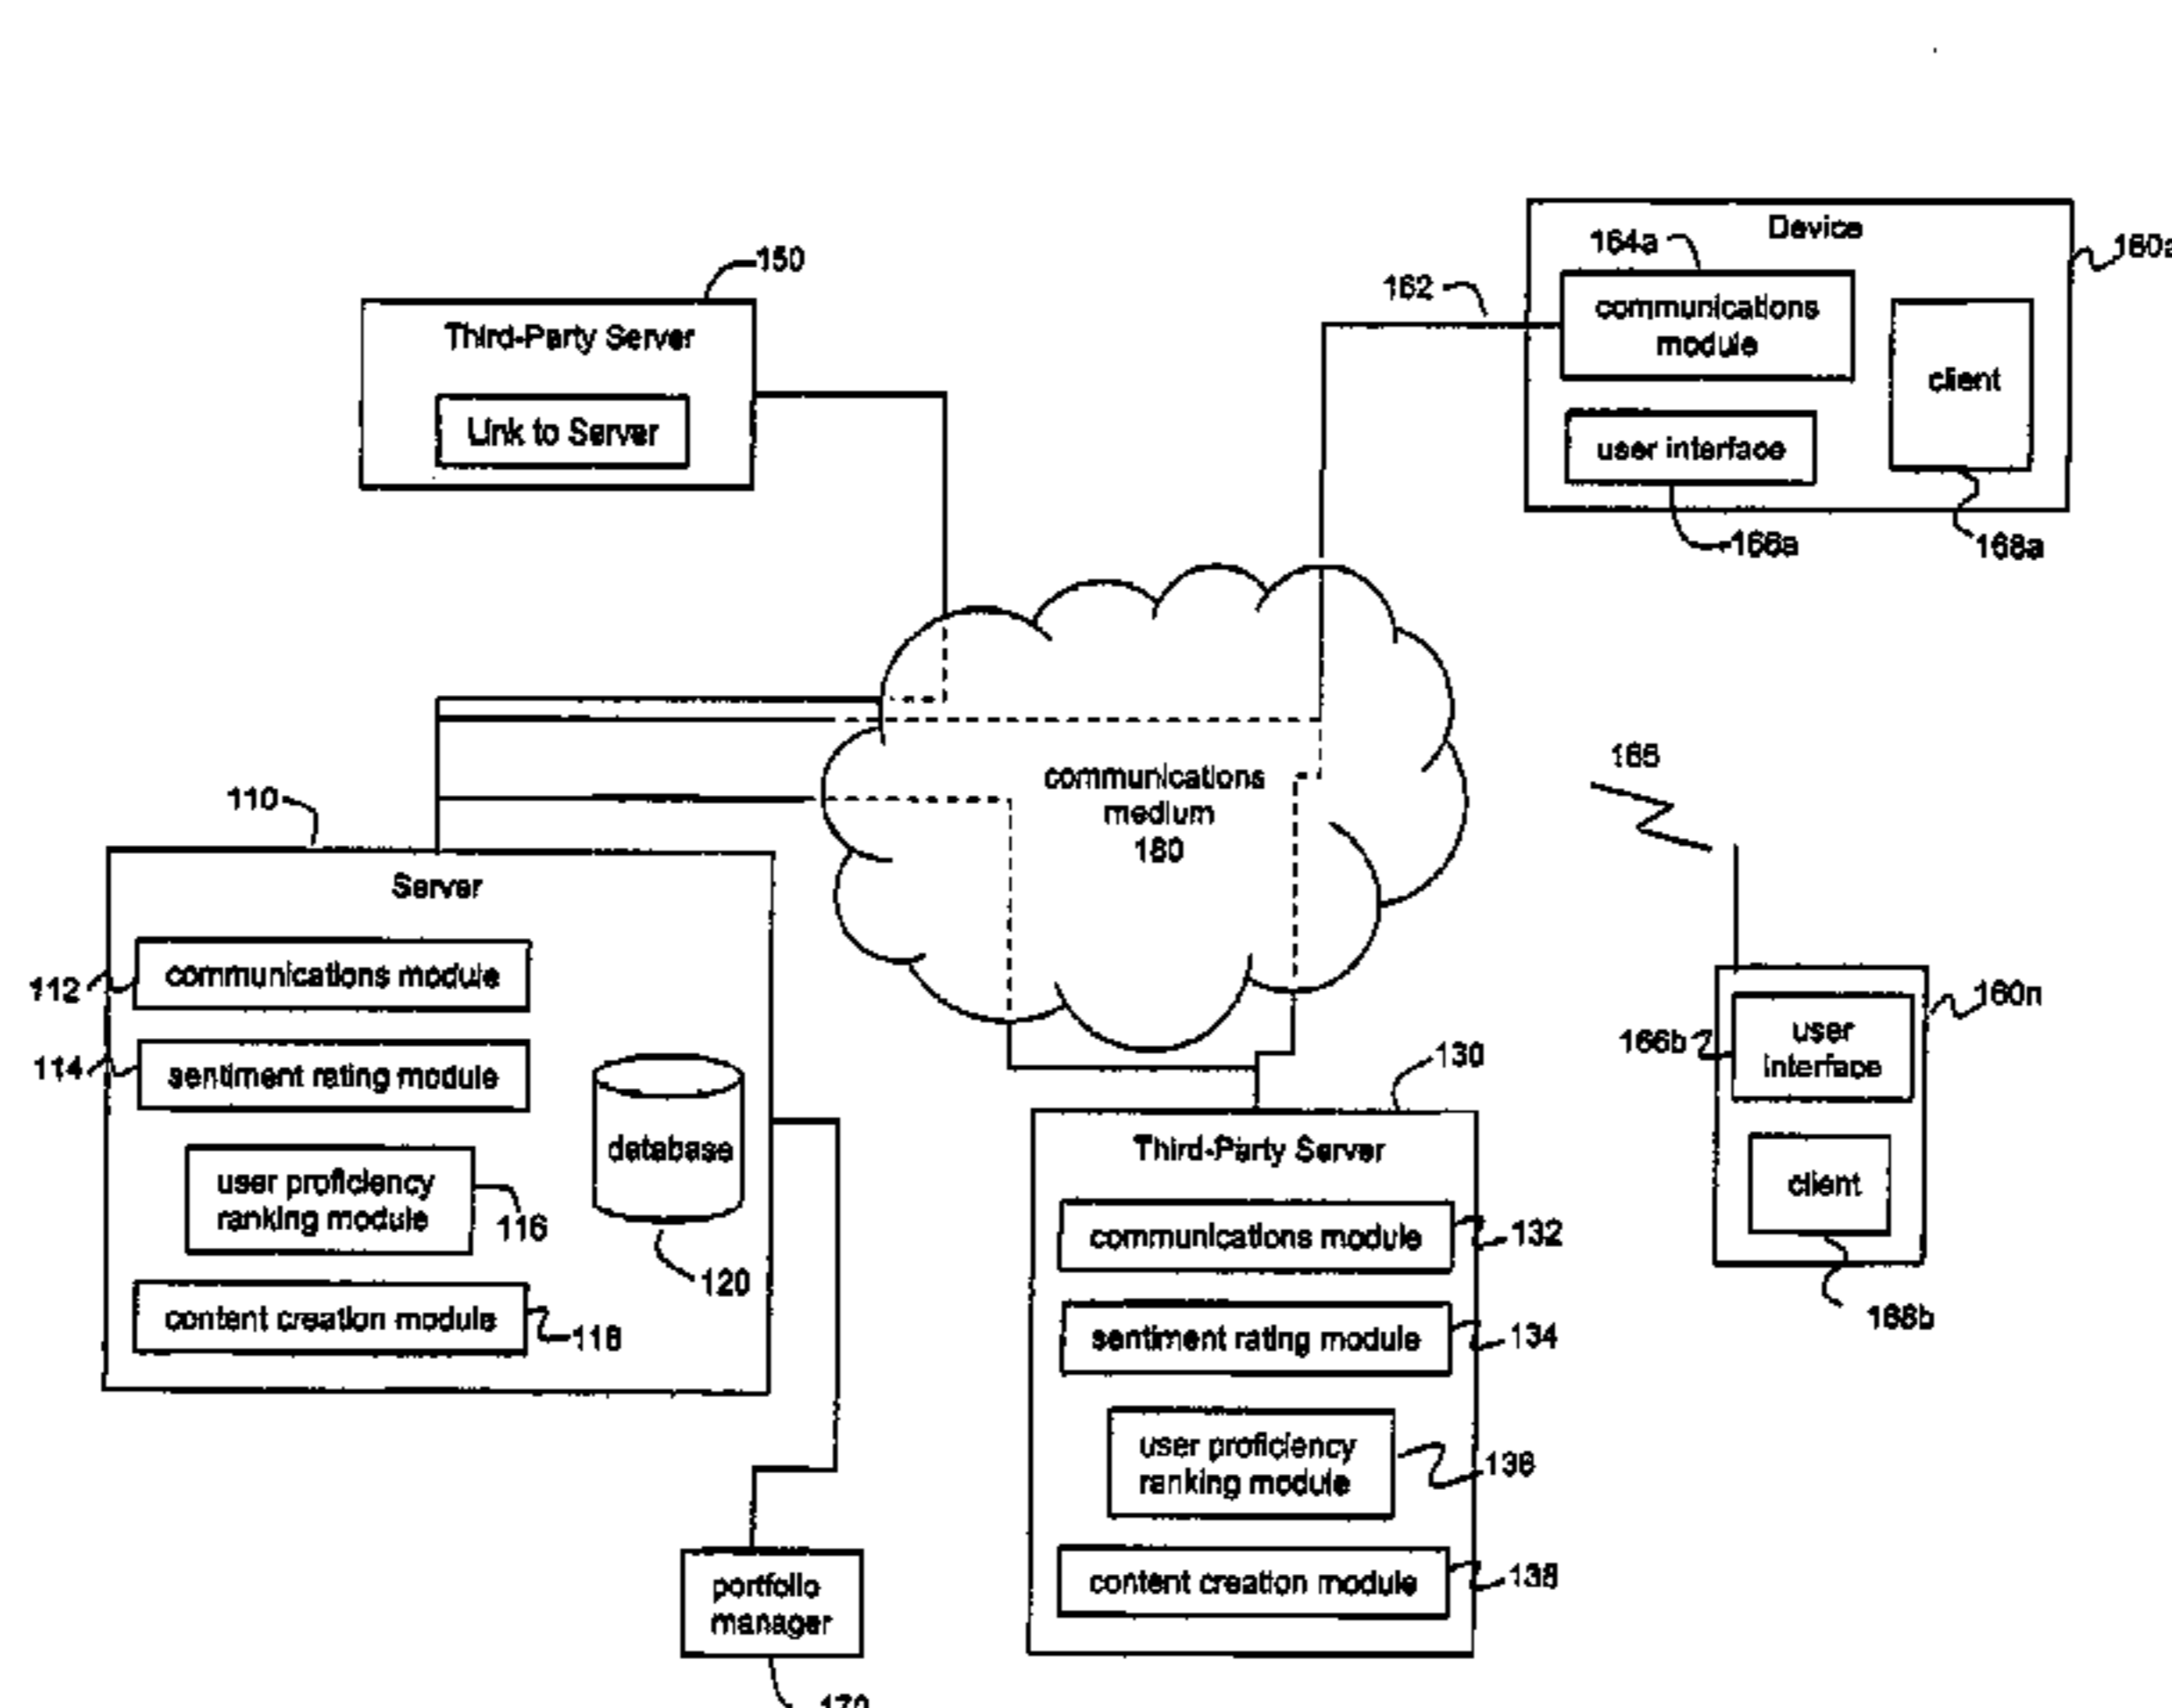 150
Third-Party Server
Link to Server
Device
164a
160a
162
communications
module
client
user interface
166a
168a
communications
medium
180
165
110
Server
112
communications module
114
sentiment rating module
user proficiency
ranking module
116
database
120
content creation module
118
portfolio
manager
170
130
Third-Party Server
communications module
132
sentiment rating module
134
user proficiency
ranking module
136
content creation module
138
160n
166b
user
interface
client
168b